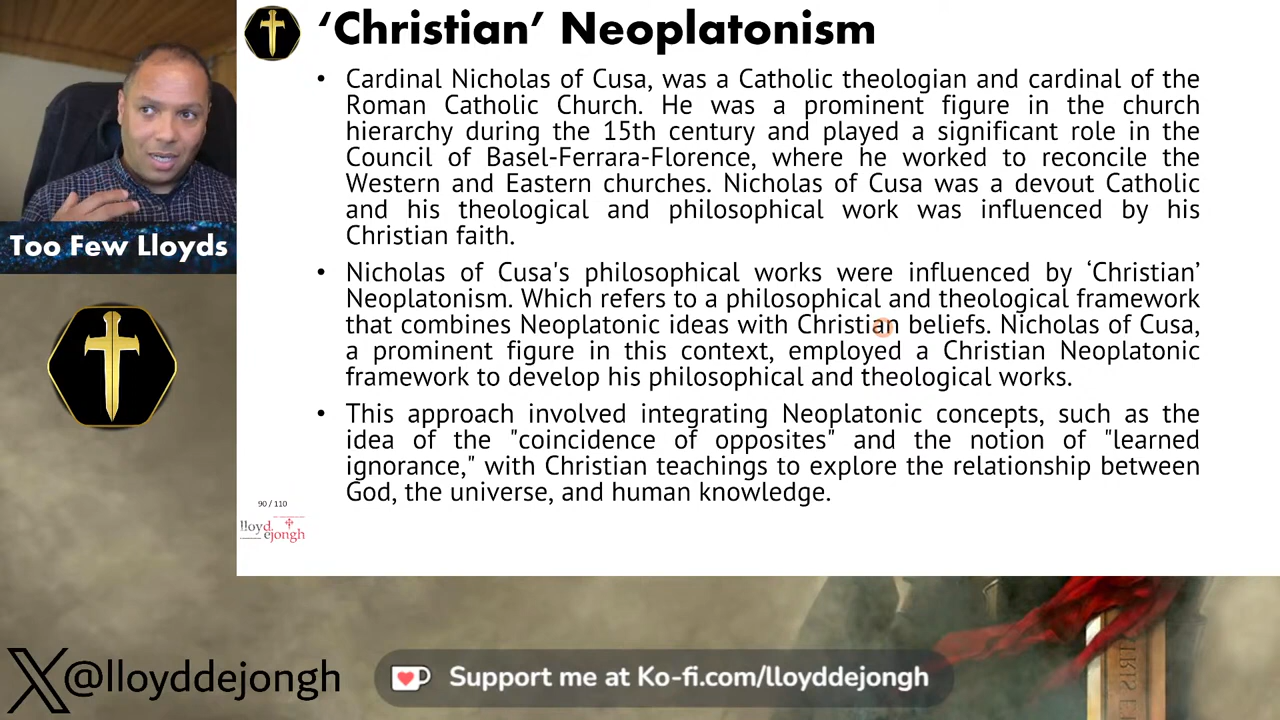 ‘Christian’ Neoplatonism
• Cardinal Nicholas of Cusa, was a Catholic theologian and cardinal of the
Roman Catholic Church. He was a prominent figure in the church
hierarchy during the 15th century and played a significant role in the
Council of Basel-Ferrara-Florence, where he worked to reconcile the
Western and Eastern churches. Nicholas of Cusa was a devout Catholic
and his theological and philosophical work was influenced by his
Christian faith.
• Nicholas of Cusa's philosophical works were influenced by ‘Christian’
Neoplatonism. Which refers to a philosophical and theological framework
that combines Neoplatonic ideas with Christian beliefs. Nicholas of Cusa,
a prominent figure in this context, employed a Christian Neoplatonic
framework to develop his philosophical and theological works.
• This approach involved integrating Neoplatonic concepts, such as the
idea of the "coincidence of opposites" and the notion of "learned
ignorance," with Christian teachings to explore the relationship between
God, the universe, and human knowledge.
Too Few Lloyds
90 / 110
lloyd
ejongh
@lloyddejongh
Support me at Ko-fi.com/lloyddejongh